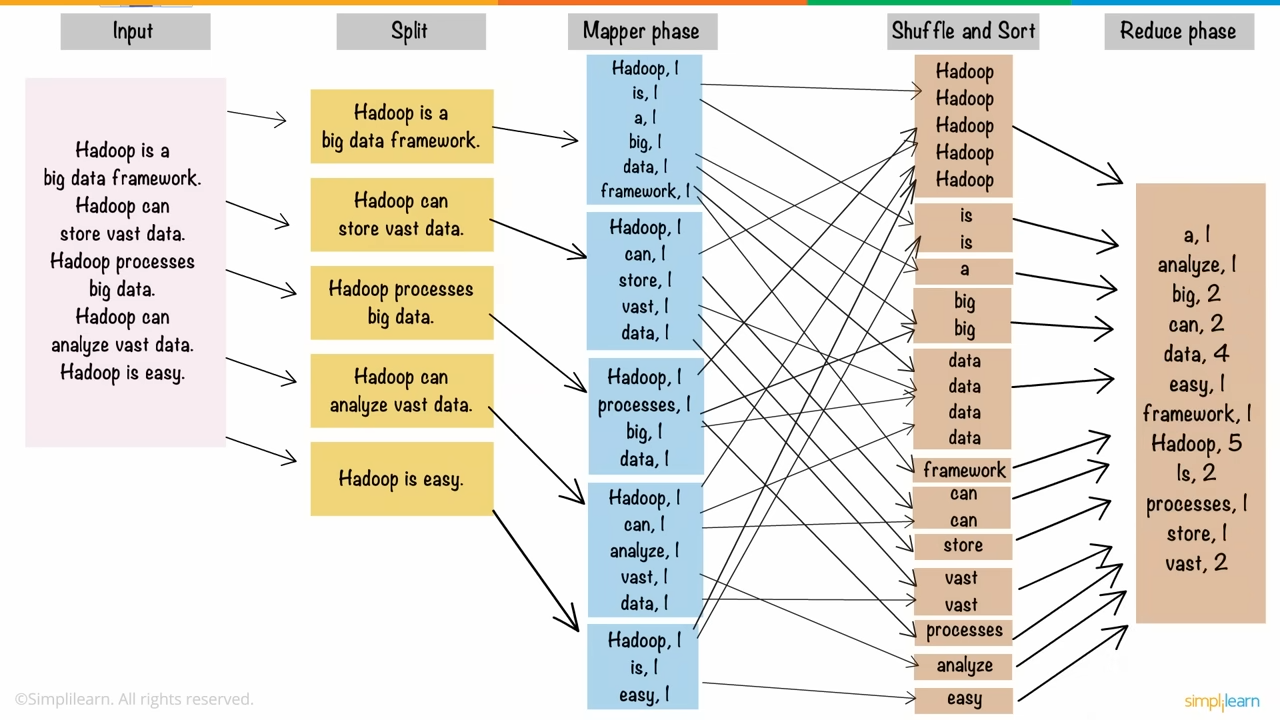 Input
Split
Mapper phase
Shuffle and Sort
Reduce phase
Hadoop is a
big data framework.
Hadoop can
store vast data.
Hadoop processes
big data.
Hadoop can
analyze vast data.
Hadoop is easy.
Hadoop is a
big data framework.
Hadoop can
store vast data.
Hadoop processes
big data.
Hadoop can
analyze vast data.
Hadoop is easy.
Hadoop, 1
is, 1
a, 1
big, 1
data, 1
framework, 1
Hadoop, 1
can, 1
store, 1
vast, 1
data, 1
Hadoop, 1
processes, 1
big, 1
data, 1
Hadoop, 1
can, 1
analyze, 1
vast, 1
data, 1
Hadoop, 1
is, 1
easy, 1
Hadoop
Hadoop
Hadoop
Hadoop
Hadoop
is
is
a
big
big
data
data
data
data
framework
can
can
store
vast
vast
processes
analyze
easy
a, 1
analyze, 1
big, 2
can, 2
data, 4
easy, 1
framework, 1
Hadoop, 5
Is, 2
processes, 1
store, 1
vast, 2
©Simplilearn. All rights reserved.
simplilearn